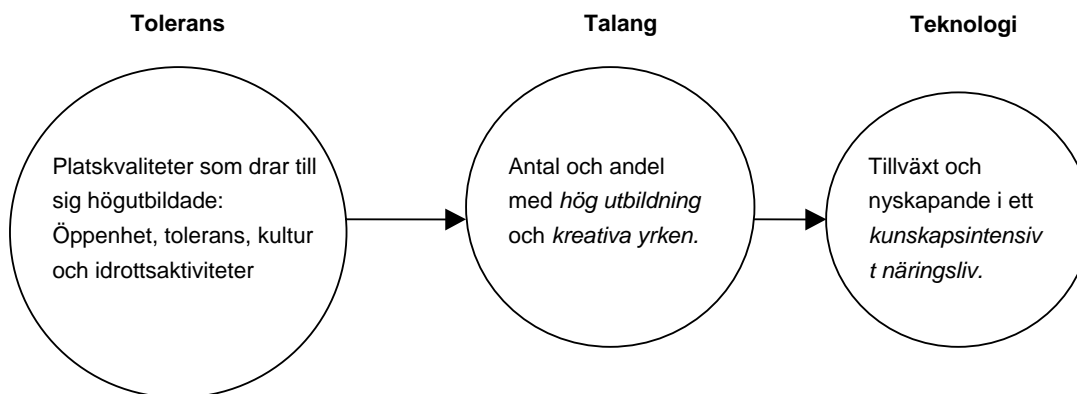 Tolerans
Talang
Teknologi
Platskvaliteter som drar till
sig högutbildade:
Öppenhet, tolerans, kultur
och idrottsaktiviteter
Antal och andel
med hög utbildning
och kreativa yrken.
Tillväxt och
nyskapande i ett
kunskapsintensiv
t näringsliv.